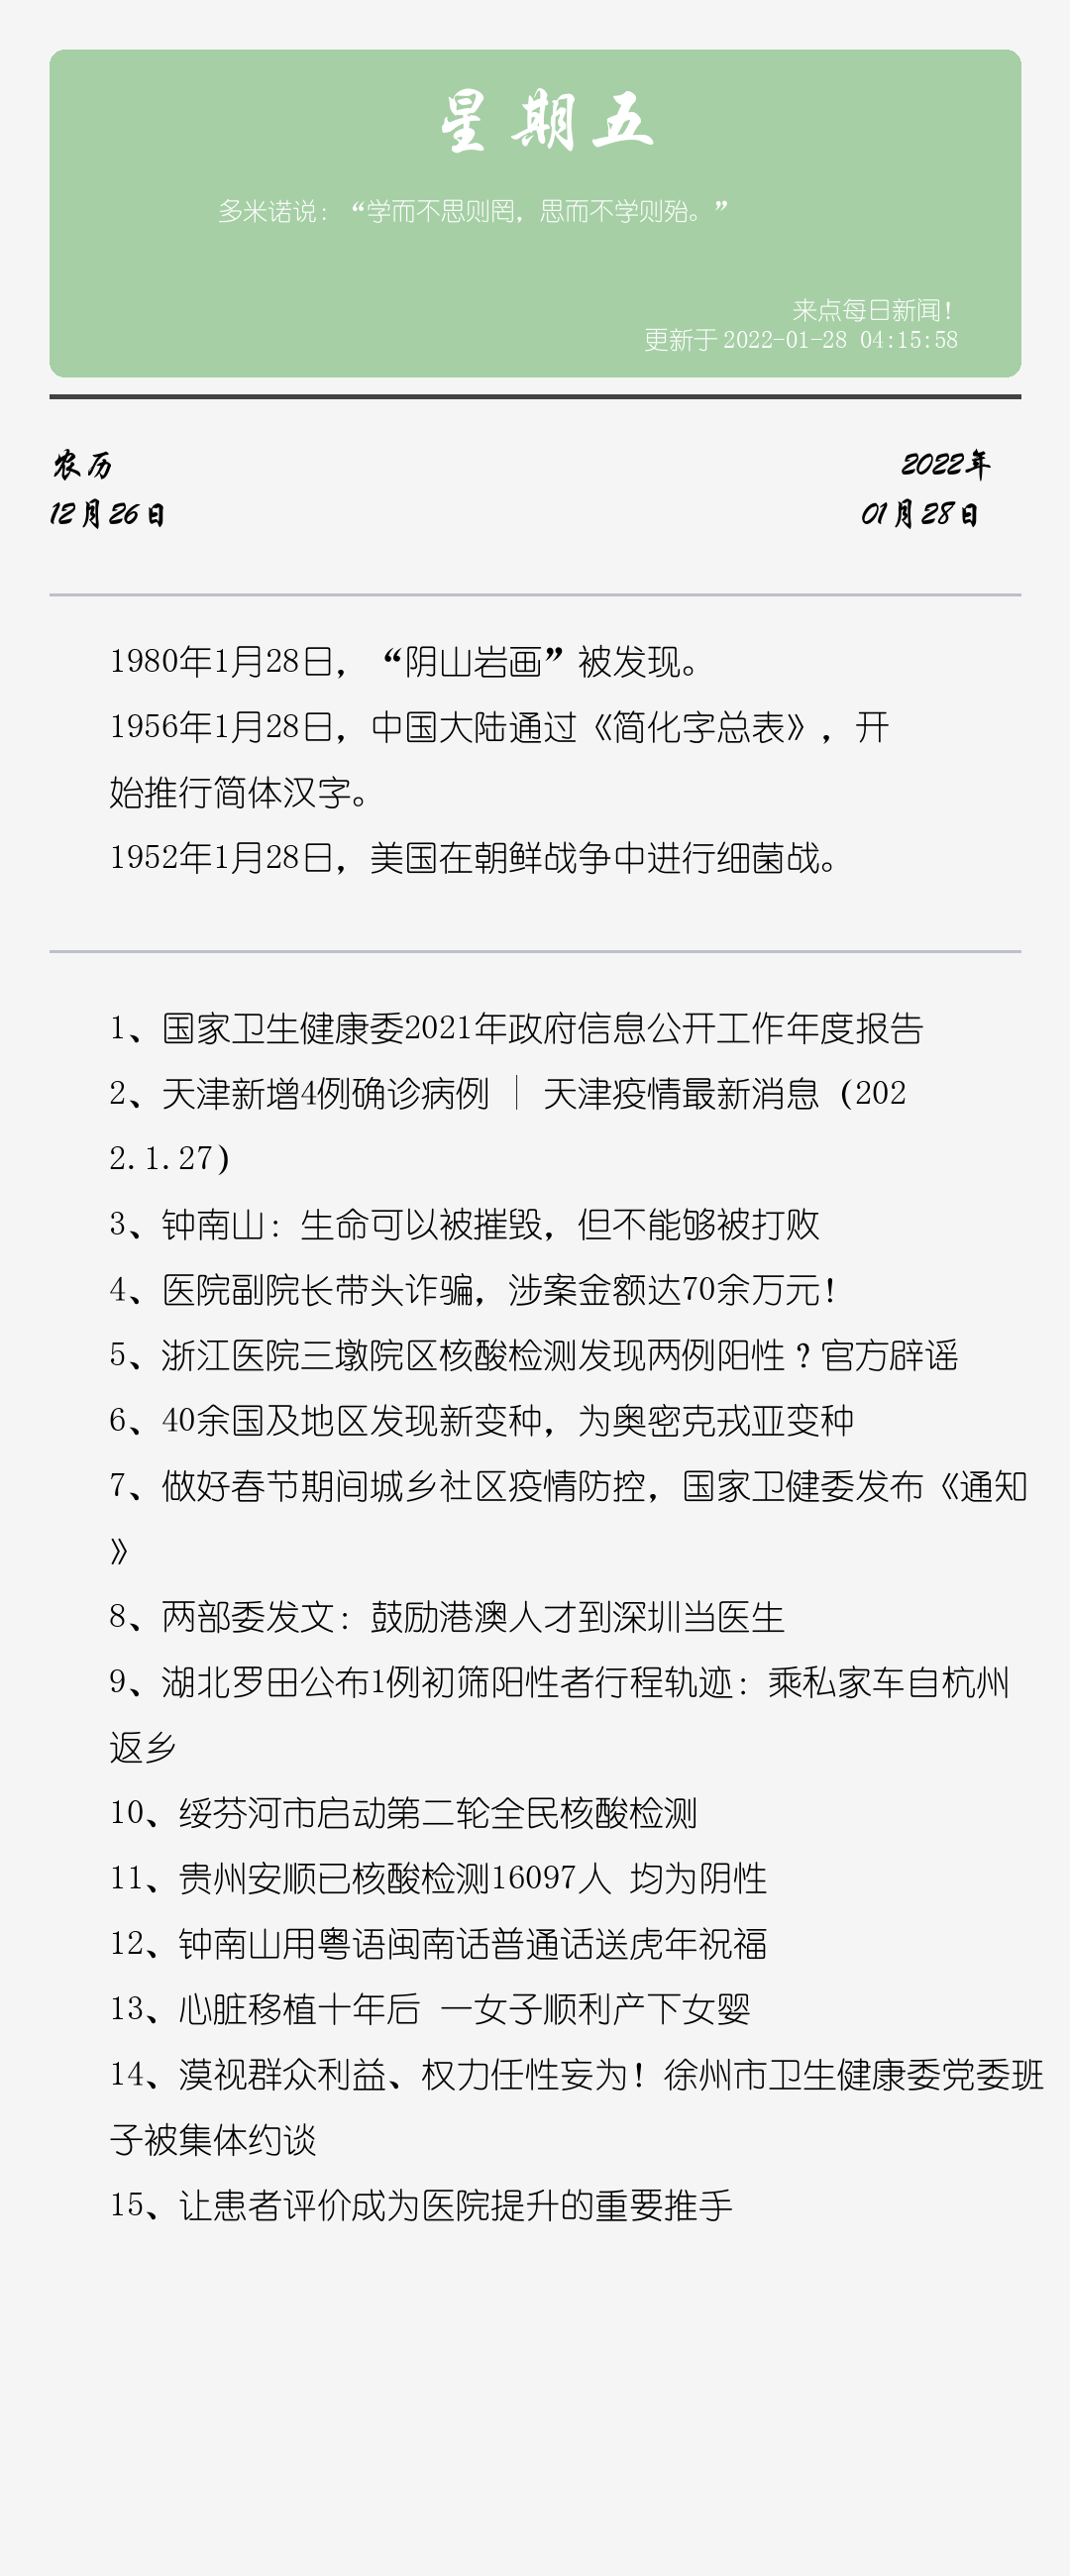 星期五
多米诺说：“学而不思则罔，思而不学则殆。”
来点每日新闻！
更新于 2022-01-28 04:15:58
农历
2022年
12月26日
01月28日
1980年1月28日，“阴山岩画”被发现。
1956年1月28日，中国大陆通过《简化字总表》，开
始推行简体汉字。
1952年1月28日，美国在朝鲜战争中进行细菌战。
1、国家卫生健康委2021年政府信息公开工作年度报告
2、天津新增4例确诊病例 │ 天津疫情最新消息（202
2.1.27）
3、钟南山：生命可以被摧毁，但不能够被打败
4、医院副院长带头诈骗，涉案金额达70余万元！
5、浙江医院三墩院区核酸检测发现两例阳性？官方辟谣
6、40余国及地区发现新变种，为奥密克戎亚变种
7、做好春节期间城乡社区疫情防控，国家卫健委发布《通知
》
8、两部委发文：鼓励港澳人才到深圳当医生
9、湖北罗田公布1例初筛阳性者行程轨迹：乘私家车自杭州
返乡
10、绥芬河市启动第二轮全民核酸检测
11、贵州安顺已核酸检测16097人 均为阴性
12、钟南山用粤语闽南话普通话送虎年祝福
13、心脏移植十年后 一女子顺利产下女婴
14、漠视群众利益、权力任性妄为！徐州市卫生健康委党委班
子被集体约谈
15、让患者评价成为医院提升的重要推手